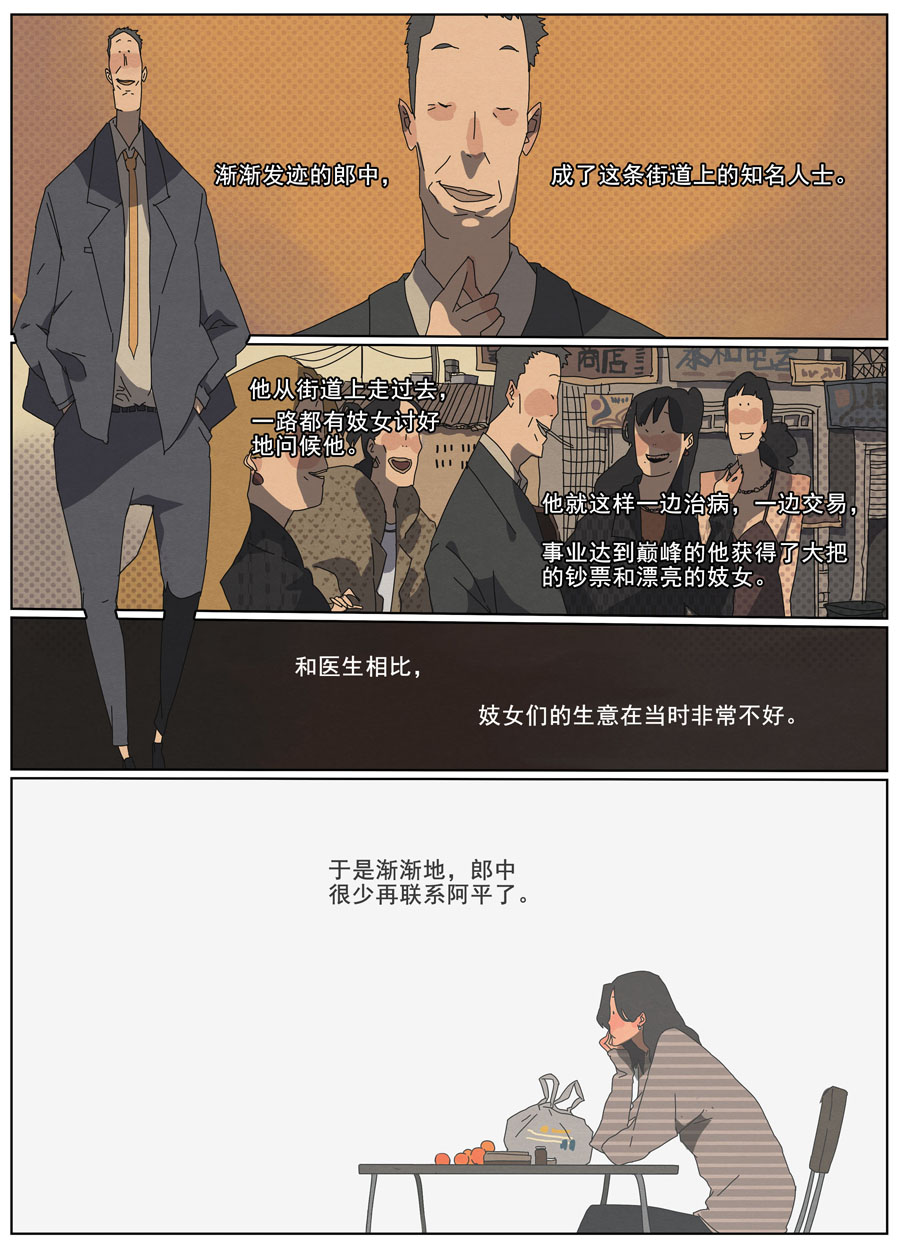 渐渐发迹的郎中，
成了这条街道上的知名人士。
商店
他从街道上走过去，
一路都有妓女讨好
地问候他。
他就这样一边治病，一边交易，
事业达到巅峰的他获得了大把
的钞票和漂亮的妓女。
和医生相比，
妓女们的生意在当时非常不好。
于是渐渐地，郎中
很少再联系阿平了。